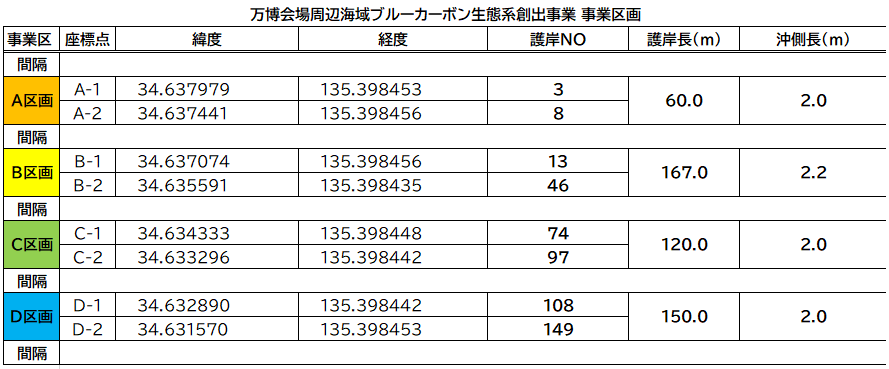 万博会場周辺海域ブルーカーボン生態系創出事業 事業区画
事業区 座標点 緯度 経度 護岸NO 護岸長(m) 沖側長(m)
間隔
A区画 A-1 34.637979 135.398453 3 60.0 2.0
A-2 34.637441 135.398456 8
間隔
B区画 B-1 34.637074 135.398456 13 167.0 2.2
B-2 34.635591 135.398435 46
間隔
C区画 C-1 34.634333 135.398448 74 120.0 2.0
C-2 34.633296 135.398442 97
間隔
D区画 D-1 34.632890 135.398442 108 150.0 2.0
D-2 34.631570 135.398453 149
間隔